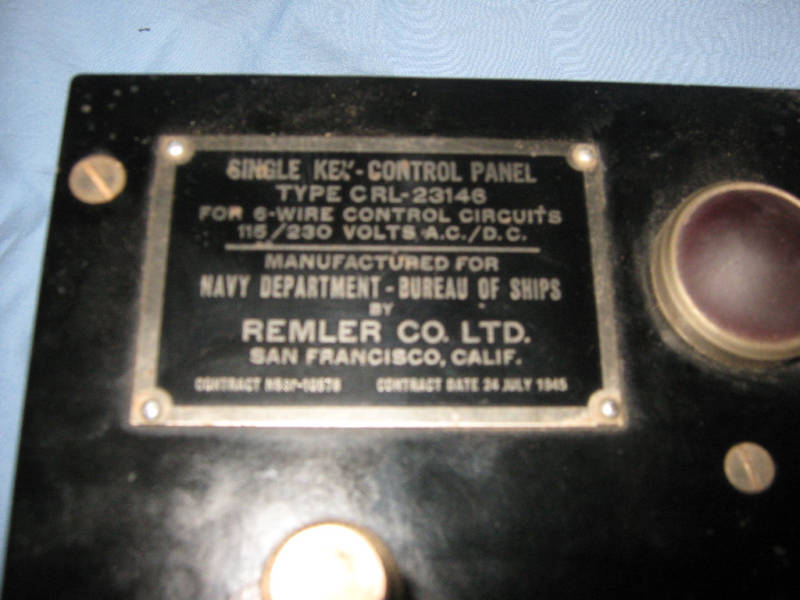 SINGLE KEY-CONTROL PANEL
TYPE CRL-23146
FOR 6-WIRE CONTROL CIRCUITS
115/230 VOLTS A.C./D.C.
MANUFACTURED FOR
NAVY DEPARTMENT - BUREAU OF SHIPS
BY
REMLER CO. LTD.
SAN FRANCISCO, CALIF.
CONTRACT CONTRACT DATE 24 JULY 1945